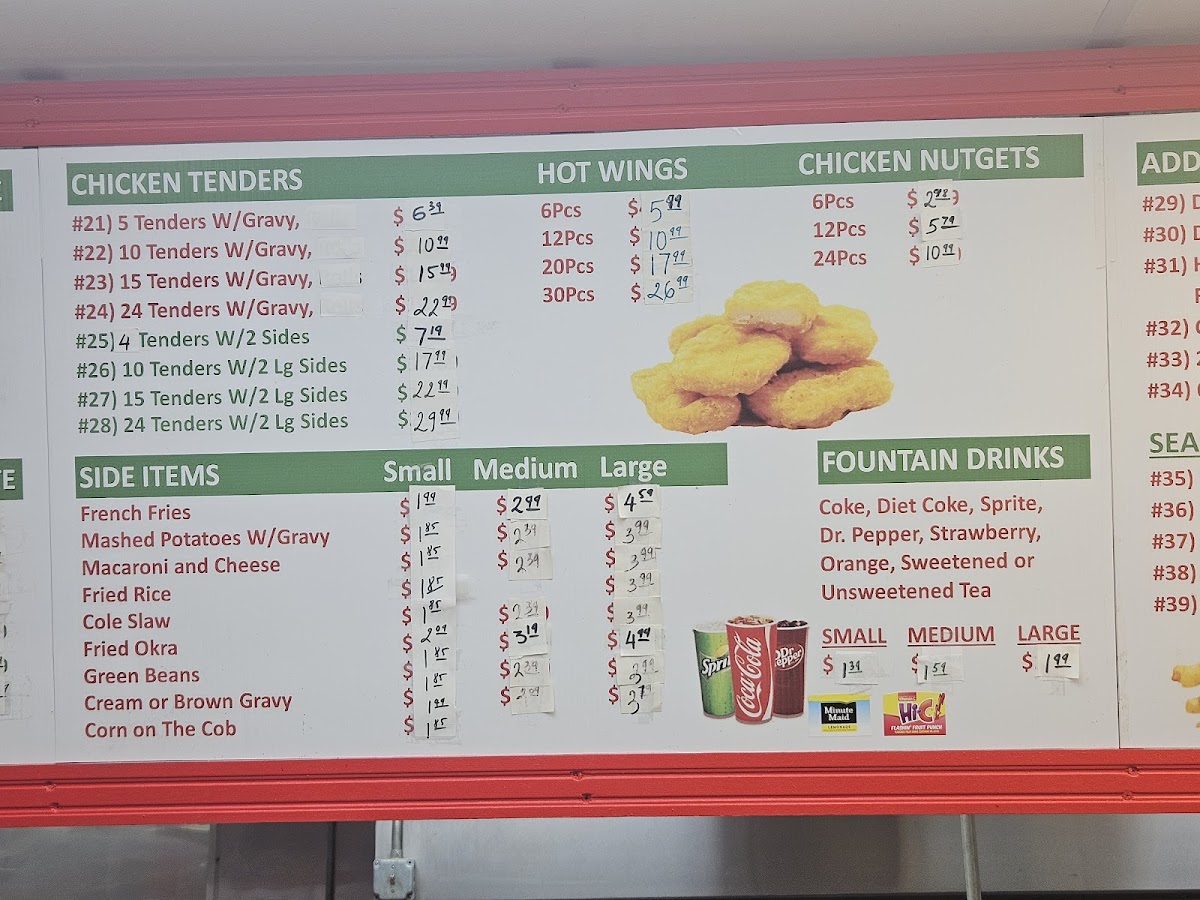 CHICKEN TENDERS
#21) 5 Tenders W/Gravy, $ 6 39
#22) 10 Tenders W/Gravy, $ 10 99
#23) 15 Tenders W/Gravy, $ 15 99
#24) 24 Tenders W/Gravy, $ 22 99
#25) 4 Tenders W/2 Sides $ 7 19
#26) 10 Tenders W/2 Lg Sides $ 17 99
#27) 15 Tenders W/2 Lg Sides $ 22 99
#28) 24 Tenders W/2 Lg Sides $ 29 99
HOT WINGS
6Pcs $ 5 99
12Pcs $ 10 99
20Pcs $ 17 99
30Pcs $ 26 99
CHICKEN NUTGETS
6Pcs $ 2 98
12Pcs $ 5 79
24Pcs $ 10 99
SIDE ITEMS Small Medium Large
French Fries $ 1 99 $ 2 99 $ 4 59
Mashed Potatoes W/Gravy $ 1 85 $ 2 39 $ 3 99
Macaroni and Cheese $ 1 85 $ 2 39 $ 3 99
Fried Rice $ 1 85 $ 3 99
Cole Slaw $ 1 85 $ 2 39 $ 3 99
Fried Okra $ 2 09 $ 3 19 $ 4 99
Green Beans $ 1 85 $ 2 39 $ 3 99
Cream or Brown Gravy $ 1 85 $ 2 09 $
Corn on The Cob $ 1 85
FOUNTAIN DRINKS
Coke, Diet Coke, Sprite,
Dr. Pepper, Strawberry,
Orange, Sweetened or
Unsweetened Tea
SMALL MEDIUM LARGE
$ 1 39 $ 1 59 $ 1 99
Sprite
Coca-Cola
Dr Pepper
Minute
Maid
LEMONADE
Hi-C
FLASHIN' FRUIT PUNCH
ADD
#29)
#30)
#31)
#32)
#33) 2
#34)
SEA
#35)
#36)
#37)
#38)
#39)